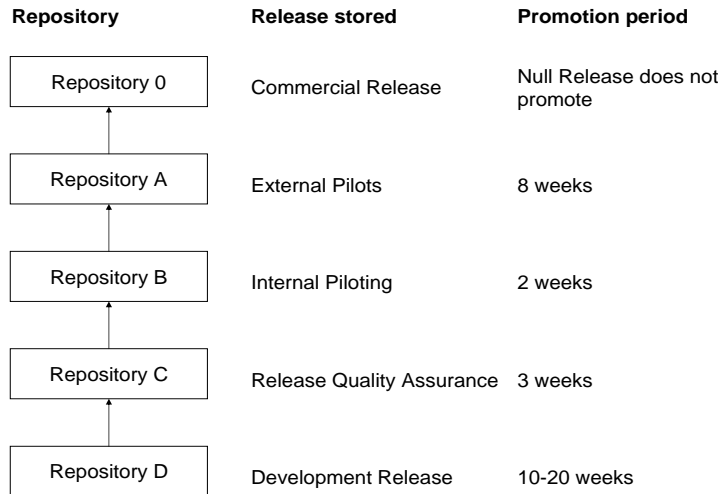 Repository Release stored Promotion period
Repository 0 Commercial Release Null Release does not
promote
Repository A External Pilots 8 weeks
Repository B Internal Piloting 2 weeks
Repository C Release Quality Assurance 3 weeks
Repository D Development Release 10-20 weeks